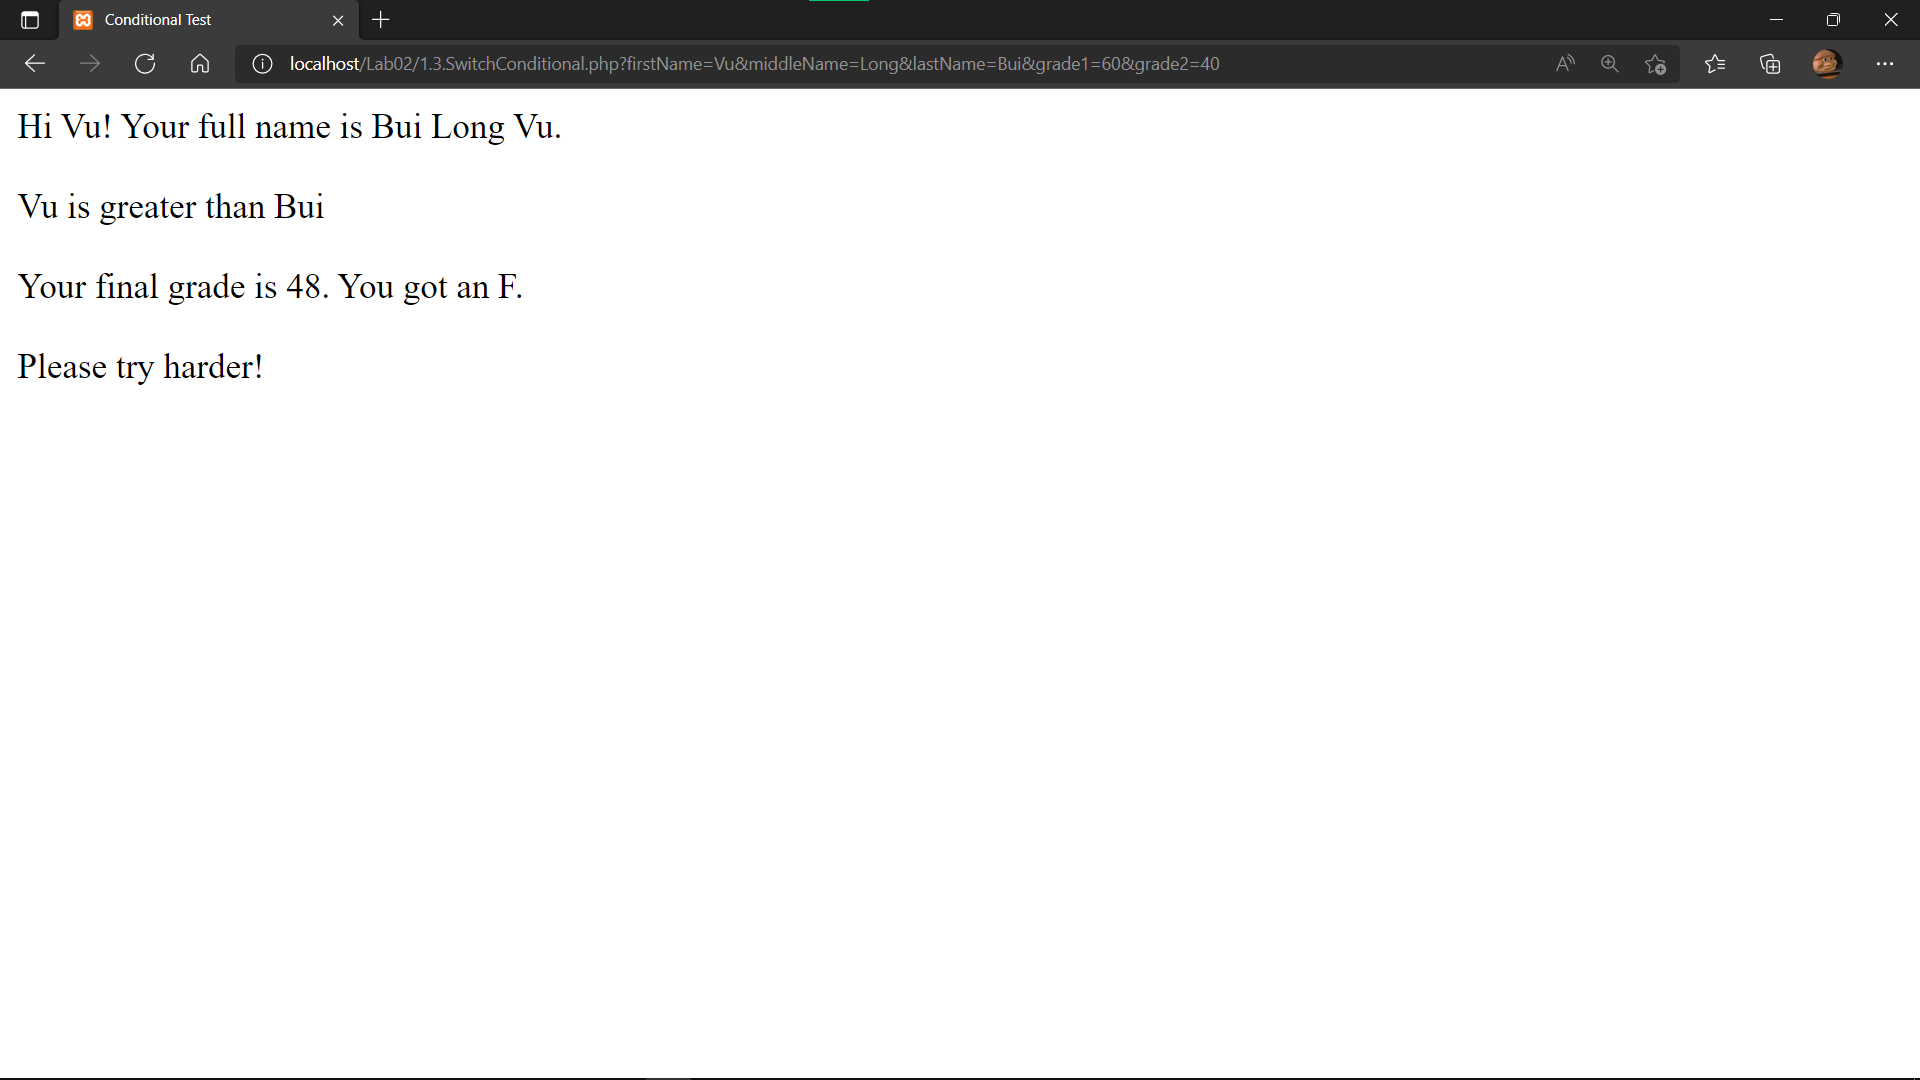 Conditional Test
localhost/Lab02/1.3.SwitchConditional.php?firstName=Vu&middleName=Long&lastName=Bui&grade1=60&grade2=40
Hi Vu! Your full name is Bui Long Vu.
Vu is greater than Bui
Your final grade is 48. You got an F.
Please try harder!